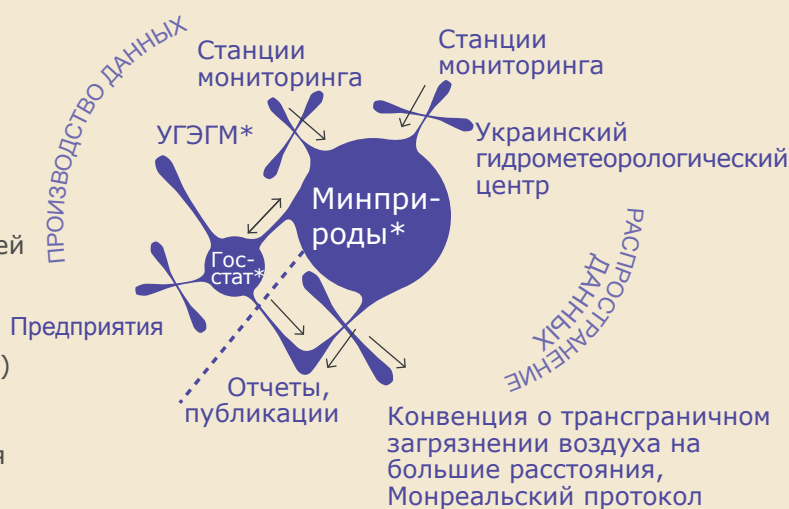 ПРОИЗВОДСТВО ДАННЫХ
Станции
мониторинга
Станции
мониторинга
УГЭГМ*
Украинский
гидрометеорологический
центр
Минпри-
роды*
Гос-
стат*
ей
Предприятия
)
РАСПРОСТРАНЕНИЕ
ДАННЫХ
Отчеты,
публикации
я
Конвенция о трансграничном
загрязнении воздуха на
большие расстояния,
Монреальский протокол